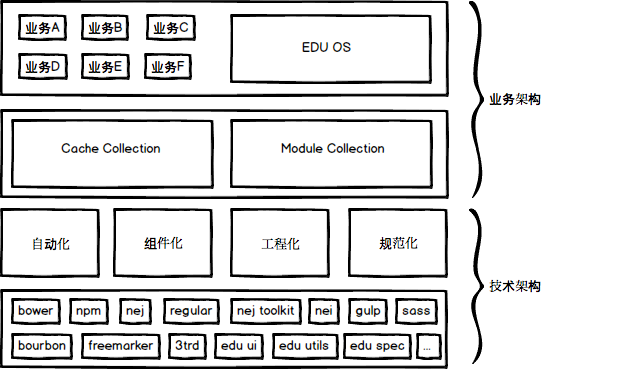 业务A 业务B 业务C
EDU OS
业务D 业务E 业务F
业务架构
Cache Collection Module Collection
自动化 组件化 工程化 规范化
技术架构
bower npm nej regular nej toolkit nei gulp sass
bourbon freemarker 3trd edu ui edu utils edu spec ...